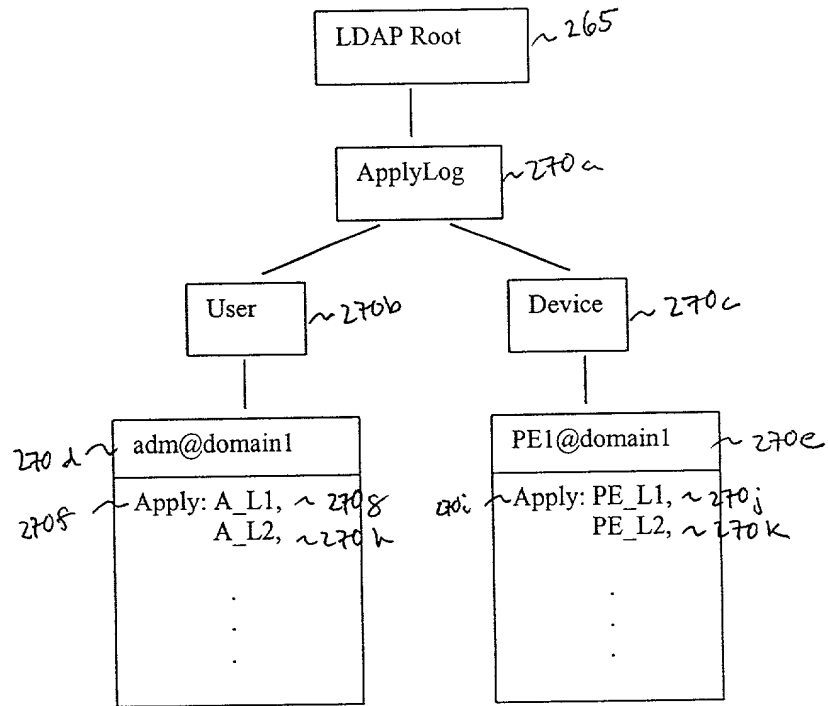 LDAP Root ~ 265
ApplyLog ~270a
User ~270b
Device ~ 270c
270d ~ adm@domain1
PE1@domain1 ~ 270e
270f ~ Apply: A_L1, ~ 270g
A_L2, ~270h
270i ~ Apply: PE_L1, ~270j
PE_L2, ~270k